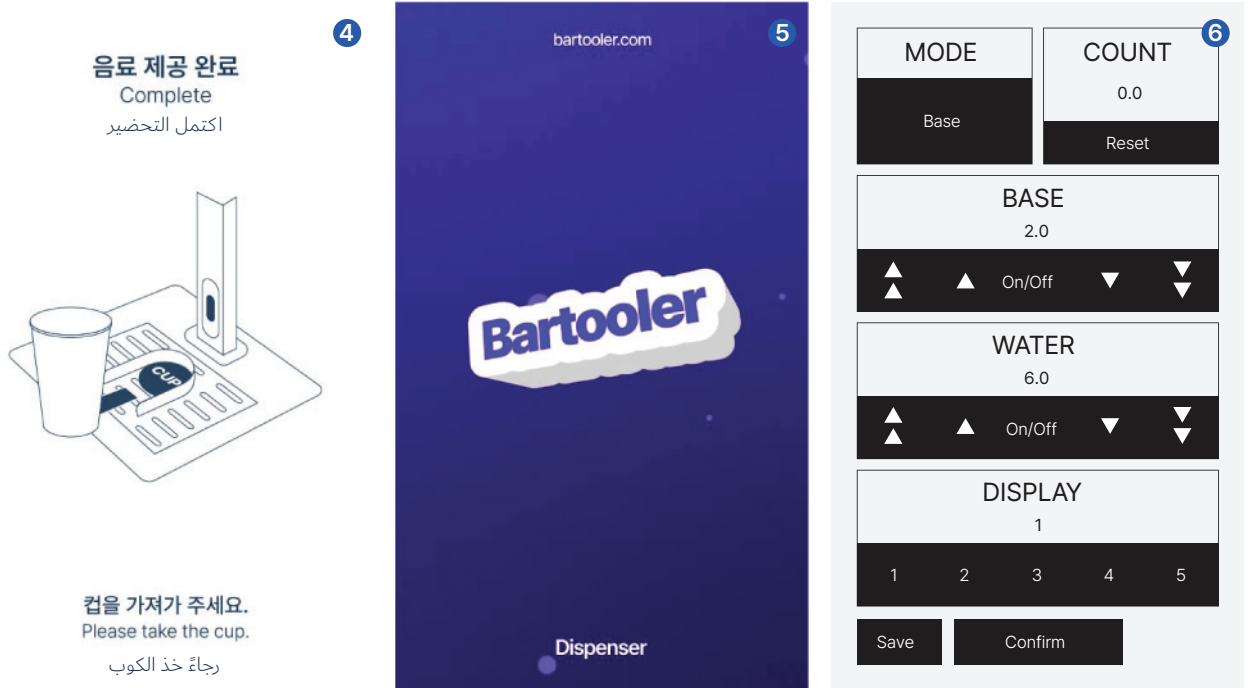 4
음료 제공 완료
Complete
اكتمل التحضير
CUP
컵을 가져가 주세요.
Please take the cup.
رجاءً خذ الكوب
5
bartooler.com
Bartooler
Dispenser
6
MODE
Base
COUNT
0.0
Reset
BASE
2.0
On/Off
WATER
6.0
On/Off
DISPLAY
1
1 2 3 4 5
Save Confirm